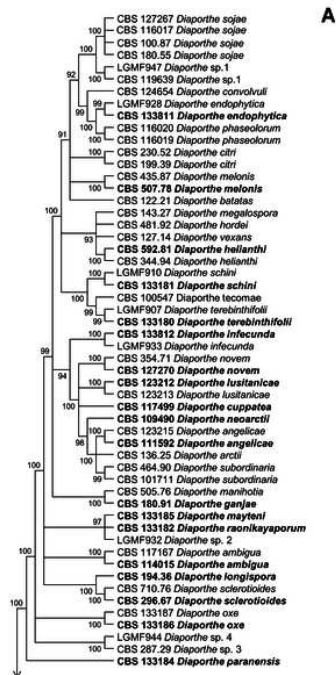 A
CBS 127267 Diaporthe sojae
CBS 116017 Diaporthe sojae
CBS 100.87 Diaporthe sojae
CBS 180.55 Diaporthe sojae
LGMF947 Diaporthe sp.1
CBS 119639 Diaporthe sp.1
CBS 124654 Diaporthe convolvuli
LGMF928 Diaporthe endophytica
CBS 133811 Diaporthe endophytica
CBS 116020 Diaporthe phaseolorum
CBS 116019 Diaporthe phaseolorum
CBS 230.52 Diaporthe citri
CBS 199.39 Diaporthe citri
CBS 435.87 Diaporthe melonis
CBS 507.78 Diaporthe melonis
CBS 122.21 Diaporthe batatas
CBS 143.27 Diaporthe megalospora
CBS 481.92 Diaporthe hordei
CBS 127.14 Diaporthe vexans
CBS 592.81 Diaporthe helianthi
CBS 344.94 Diaporthe helianthi
LGMF910 Diaporthe schini
CBS 133181 Diaporthe schini
CBS 100547 Diaporthe tecomae
LGMF907 Diaporthe terebinthifolii
CBS 133180 Diaporthe terebinthifolii
CBS 133812 Diaporthe infecunda
LGMF933 Diaporthe infecunda
CBS 354.71 Diaporthe novem
CBS 127270 Diaporthe novem
CBS 123212 Diaporthe lusitanicae
CBS 123213 Diaporthe lusitanicae
CBS 117499 Diaporthe cuppatea
CBS 109490 Diaporthe neoarctii
CBS 123215 Diaporthe angelicae
CBS 111592 Diaporthe angelicae
CBS 136.25 Diaporthe arctii
CBS 464.90 Diaporthe subordinaria
CBS 101711 Diaporthe subordinaria
CBS 505.76 Diaporthe manihotia
CBS 180.91 Diaporthe ganjae
CBS 133185 Diaporthe mayteni
CBS 133182 Diaporthe raonikayaporum
LGMF932 Diaporthe sp. 2
CBS 117167 Diaporthe ambigua
CBS 114015 Diaporthe ambigua
CBS 194.36 Diaporthe longispora
CBS 710.76 Diaporthe sclerotioides
CBS 296.67 Diaporthe sclerotioides
CBS 133187 Diaporthe oxe
CBS 133186 Diaporthe oxe
LGMF944 Diaporthe sp. 4
CBS 287.29 Diaporthe sp. 3
CBS 133184 Diaporthe paranensis